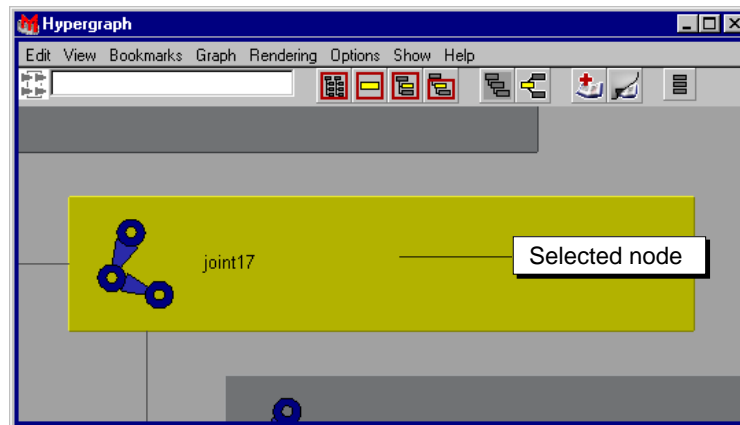 Hypergraph
Edit View Bookmarks Graph Rendering Options Show Help
joint17
Selected node